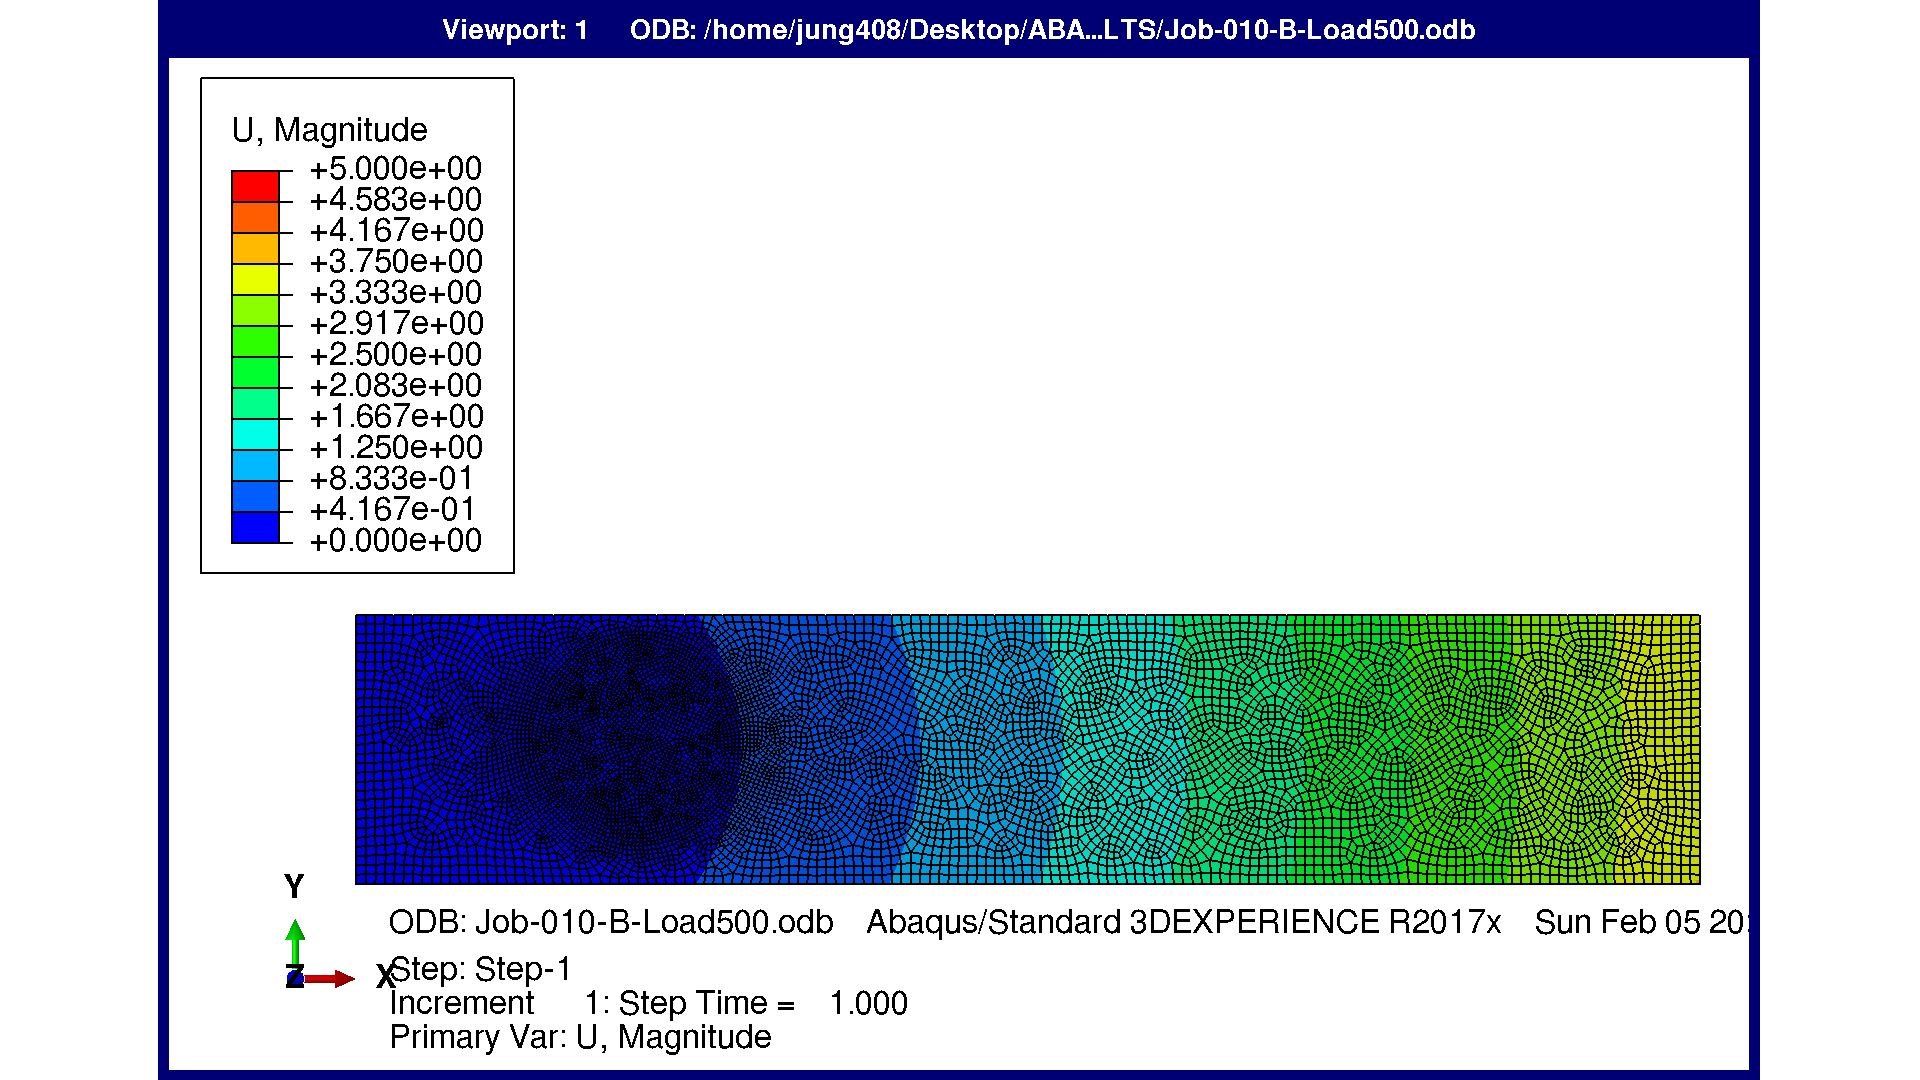 Viewport: 1 ODB: /home/jung408/Desktop/ABA...LTS/Job-010-B-Load500.odb
U, Magnitude
+5.000e+00
+4.583e+00
+4.167e+00
+3.750e+00
+3.333e+00
+2.917e+00
+2.500e+00
+2.083e+00
+1.667e+00
+1.250e+00
+8.333e-01
+4.167e-01
+0.000e+00
Y
Z
X
ODB: Job-010-B-Load500.odb Abaqus/Standard 3DEXPERIENCE R2017x Sun Feb 05 20
Step: Step-1
Increment 1: Step Time = 1.000
Primary Var: U, Magnitude